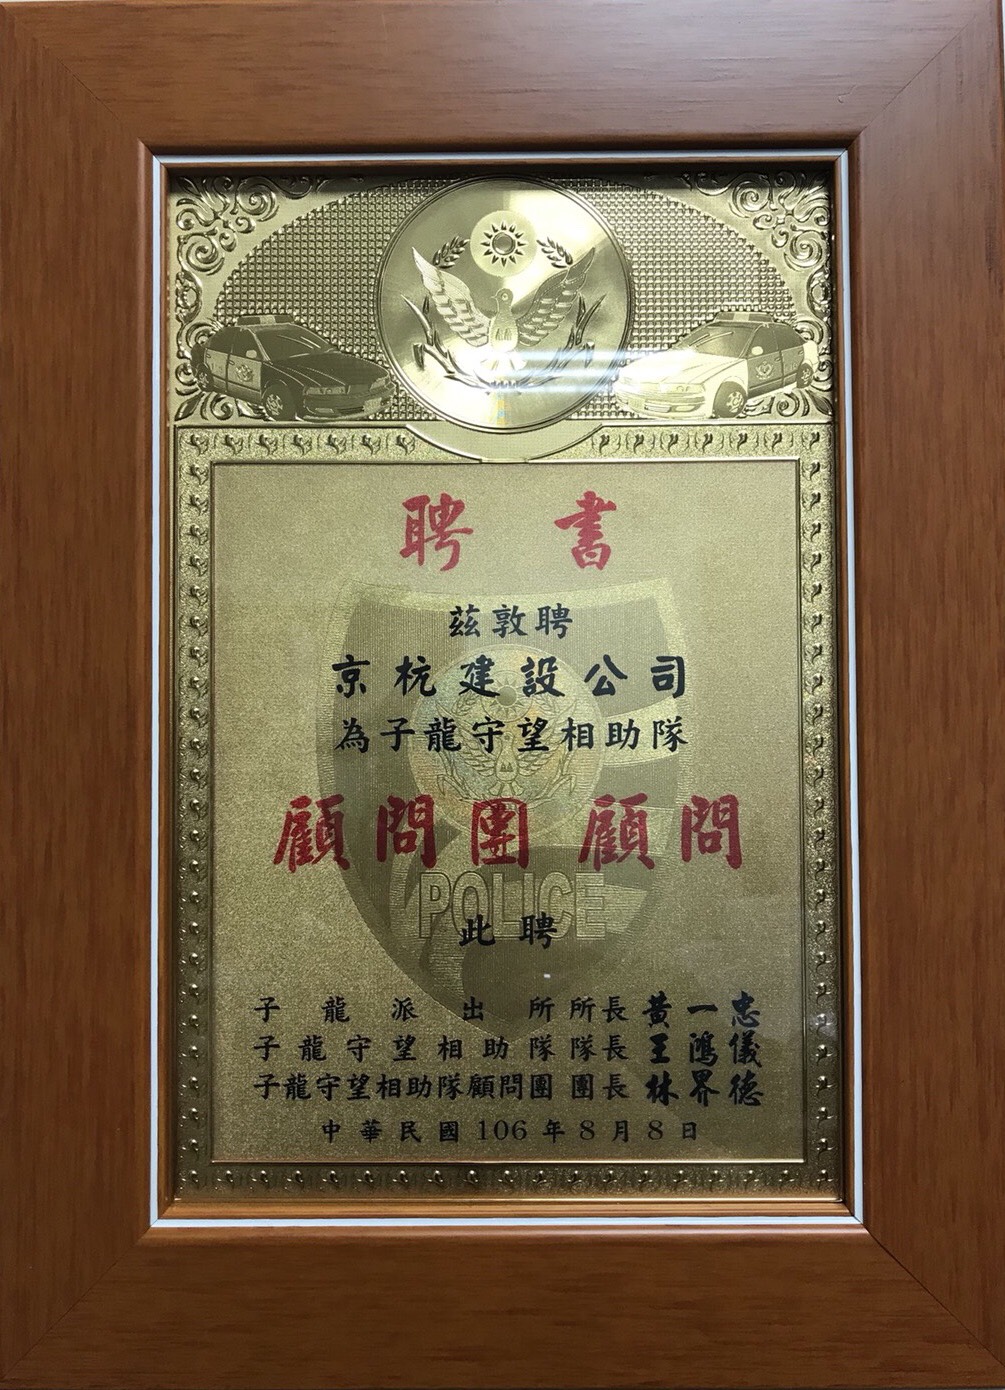 聘書
茲敦聘
京杭建設公司
為子龍守望相助隊
顧問團 顧問
POLICE
此聘
子龍派出所所長 黃一忠
子龍守望相助隊隊長 王鴻儀
子龍守望相助隊顧問團 團長 林界德
中華民國106年8月8日